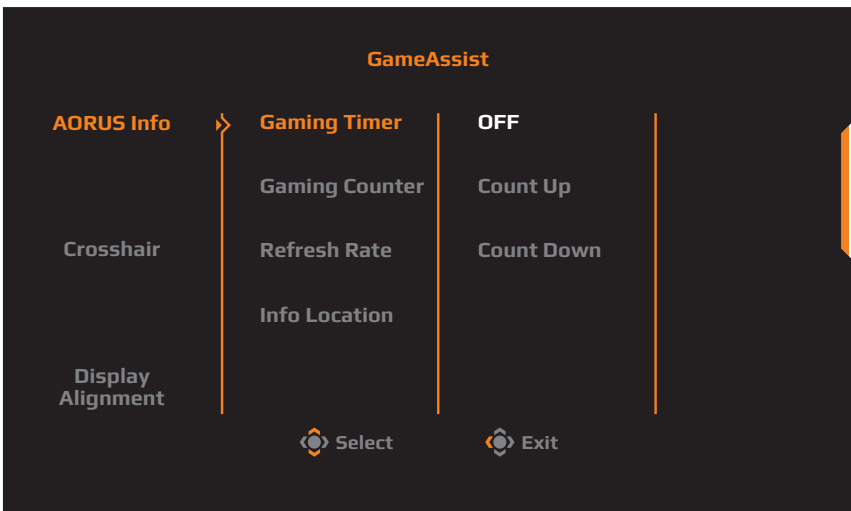 GameAssist
AORUS Info
Gaming Timer
OFF
Gaming Counter
Count Up
Crosshair
Refresh Rate
Count Down
Info Location
Display
Alignment
Select
Exit